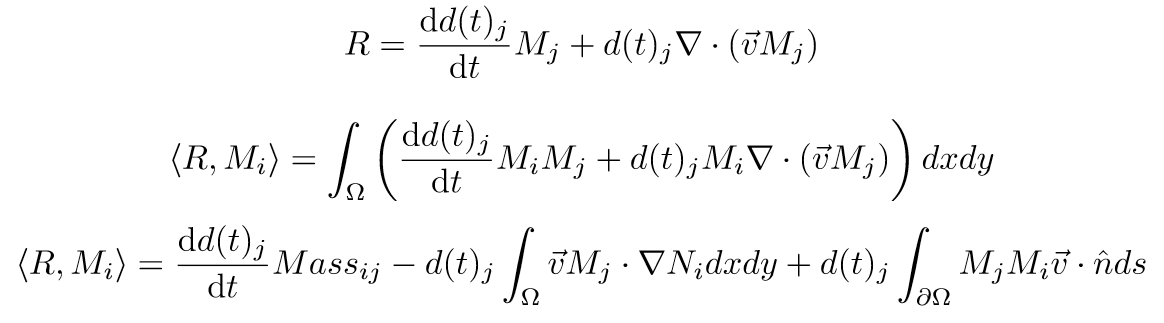 $R = \frac{\mathrm{d}d(t)_j}{\mathrm{d}t} M_j + d(t)_j \nabla \cdot (\vec{v} M_j)$
$\langle R, M_i \rangle = \int_{\Omega} \left( \frac{\mathrm{d}d(t)_j}{\mathrm{d}t} M_i M_j + d(t)_j M_i \nabla \cdot (\vec{v} M_j) \right) dxdy$
$\langle R, M_i \rangle = \frac{\mathrm{d}d(t)_j}{\mathrm{d}t} Mass_{ij} - d(t)_j \int_{\Omega} \vec{v} M_j \cdot \nabla N_i dxdy + d(t)_j \int_{\partial \Omega} M_j M_i \vec{v} \cdot \hat{n} ds$